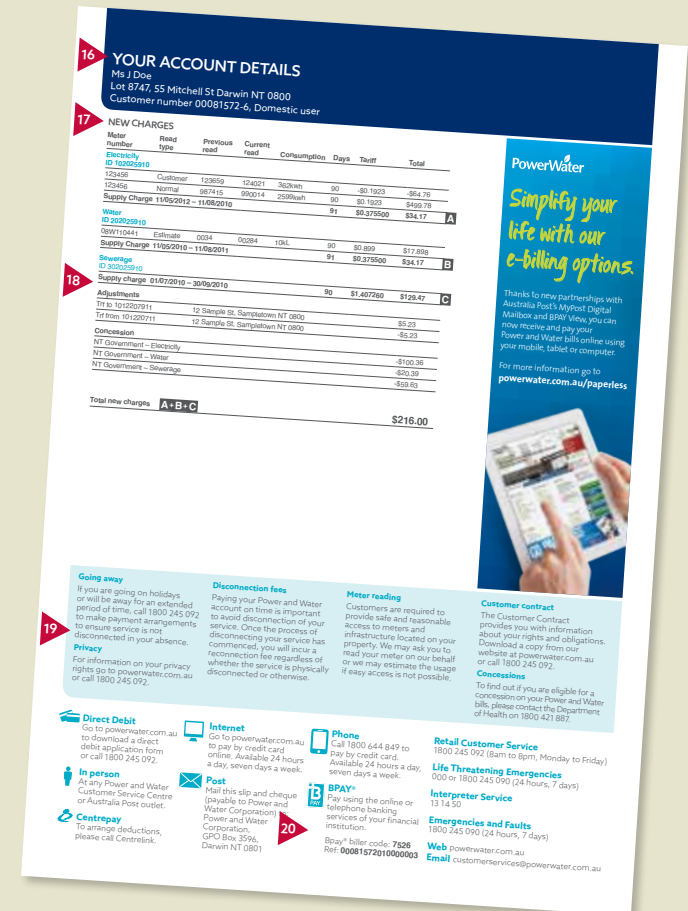 16
YOUR ACCOUNT DETAILS
Ms J Doe
Lot 8747, 55 Mitchell St Darwin NT 0800
Customer number 00081572-6, Domestic user
17
NEW CHARGES
Meter number Read type Previous read Current read Consumption Days Tariff Total
Electricity
ID 102025910
123456 Customer 123659 124021 362kwh 90 -$0.1923 -$64.76
123456 Normal 987415 990014 2599kwh 90 $0.1923 $499.78
Supply Charge 11/05/2012 – 11/08/2010 91 $0.375500 $34.17 A
Water
ID 202025910
08W110441 Estimate 0034 00284 10kL 90 $0.899 $17.898
Supply Charge 11/05/2010 – 11/08/2011 91 $0.375500 $34.17 B
Sewerage
ID 302025910
18
Supply charge 01/07/2010 – 30/09/2010 90 $1.407260 $129.47 C
Adjustments
Trf to 1012207911 12 Sample St, Sampletown NT 0800 $5.23
Trf from 101220711 12 Sample St, Sampletown NT 0800 -$5.23
Concession
NT Government – Electricity -$100.36
NT Government – Water -$20.39
NT Government – Sewerage -$59.63
Total new charges A+B+C $216.00
PowerWater
Simplify your
life with our
e-billing options.
Thanks to new partnerships with
Australia Post's MyPost Digital
Mailbox and BPAY View, you can
now receive and pay your
Power and Water bills online using
your mobile, tablet or computer.
For more information go to
powerwater.com.au/paperless
19
Going away
If you are going on holidays
or will be away for an extended
period of time, call 1800 245 092
to make payment arrangements
to ensure service is not
disconnected in your absence.
Privacy
For information on your privacy
rights go to powerwater.com.au
or call 1800 245 092.
Disconnection fees
Paying your Power and Water
account on time is important
to avoid disconnection of your
service. Once the process of
disconnecting your service has
commenced, you will incur a
reconnection fee regardless of
whether the service is physically
disconnected or otherwise.
Meter reading
Customers are required to
provide safe and reasonable
access to meters and
infrastructure located on your
property. We may ask you to
read your meter on our behalf
or we may estimate the usage
if easy access is not possible.
Customer contract
The Customer Contract
provides you with information
about your rights and obligations.
Download a copy from our
website at powerwater.com.au
or call 1800 245 092.
Concessions
To find out if you are eligible for a
concession on your Power and Water
bills, please contact the Department
of Health on 1800 421 887.
Direct Debit
Go to powerwater.com.au
to download a direct
debit application form
or call 1800 245 092.
In person
At any Power and Water
Customer Service Centre
or Australia Post outlet.
Centrepay
To arrange deductions,
please call Centrelink.
Internet
Go to powerwater.com.au
to pay by credit card
online. Available 24 hours
a day, seven days a week.
Post
Mail this slip and cheque
(payable to Power and
Water Corporation)
Power and Water
Corporation,
GPO Box 3596,
Darwin NT 0801
20
Phone
Call 1800 644 849 to
pay by credit card.
Available 24 hours a day,
seven days a week.
B
PAY
BPAY®
Pay using the online or
telephone banking
services of your financial
institution.
Bpay® biller code: 7526
Ref: 00081572010000003
Retail Customer Service
1800 245 092 (8am to 8pm, Monday to Friday)
Life Threatening Emergencies
000 or 1800 245 090 (24 hours, 7 days)
Interpreter Service
13 14 50
Emergencies and Faults
1800 245 090 (24 hours, 7 days)
Web powerwater.com.au
Email customerservices@powerwater.com.au